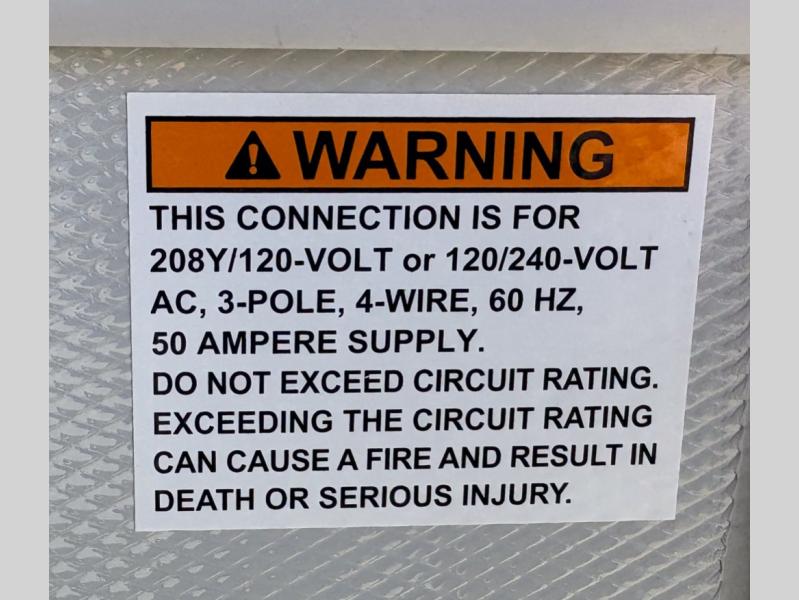 WARNING
THIS CONNECTION IS FOR
208Y/120-VOLT or 120/240-VOLT
AC, 3-POLE, 4-WIRE, 60 HZ,
50 AMPERE SUPPLY.
DO NOT EXCEED CIRCUIT RATING.
EXCEEDING THE CIRCUIT RATING
CAN CAUSE A FIRE AND RESULT IN
DEATH OR SERIOUS INJURY.